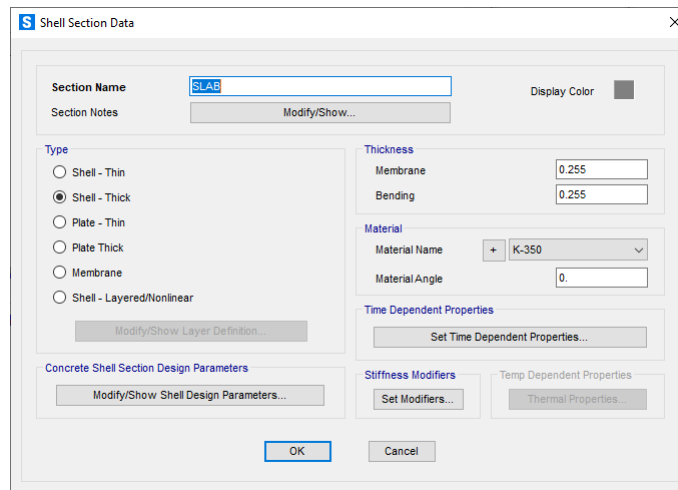 S Shell Section Data
Section Name SLAB Display Color
Section Notes Modify/Show...
Type
Shell - Thin
Shell - Thick
Plate - Thin
Plate Thick
Membrane
Shell - Layered/Nonlinear
Modify/Show Layer Definition...
Concrete Shell Section Design Parameters
Modify/Show Shell Design Parameters...
Thickness
Membrane 0.255
Bending 0.255
Material
Material Name + K-350
Material Angle 0.
Time Dependent Properties
Set Time Dependent Properties...
Stiffness Modifiers
Set Modifiers...
Temp Dependent Properties
Thermal Properties...
OK Cancel